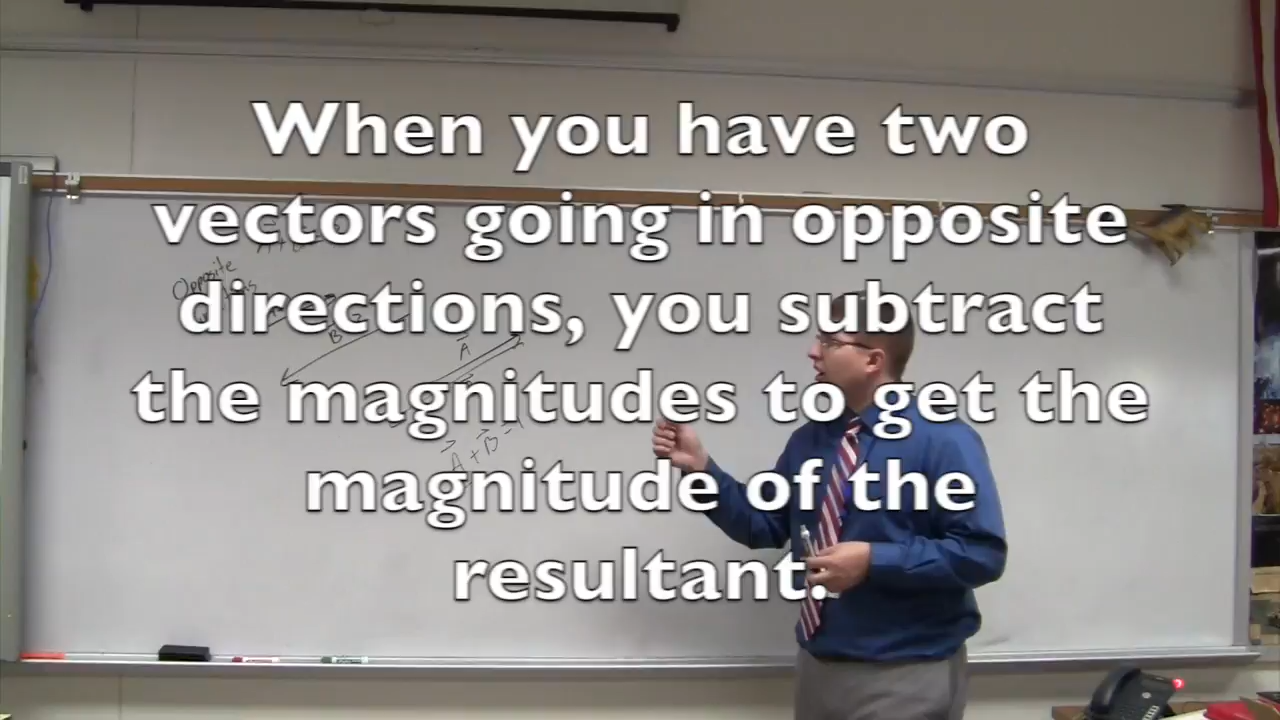 When you have two
vectors going in opposite
directions, you subtract
the magnitudes to get the
magnitude of the
resultant.
Opposite
B
A
A + B =